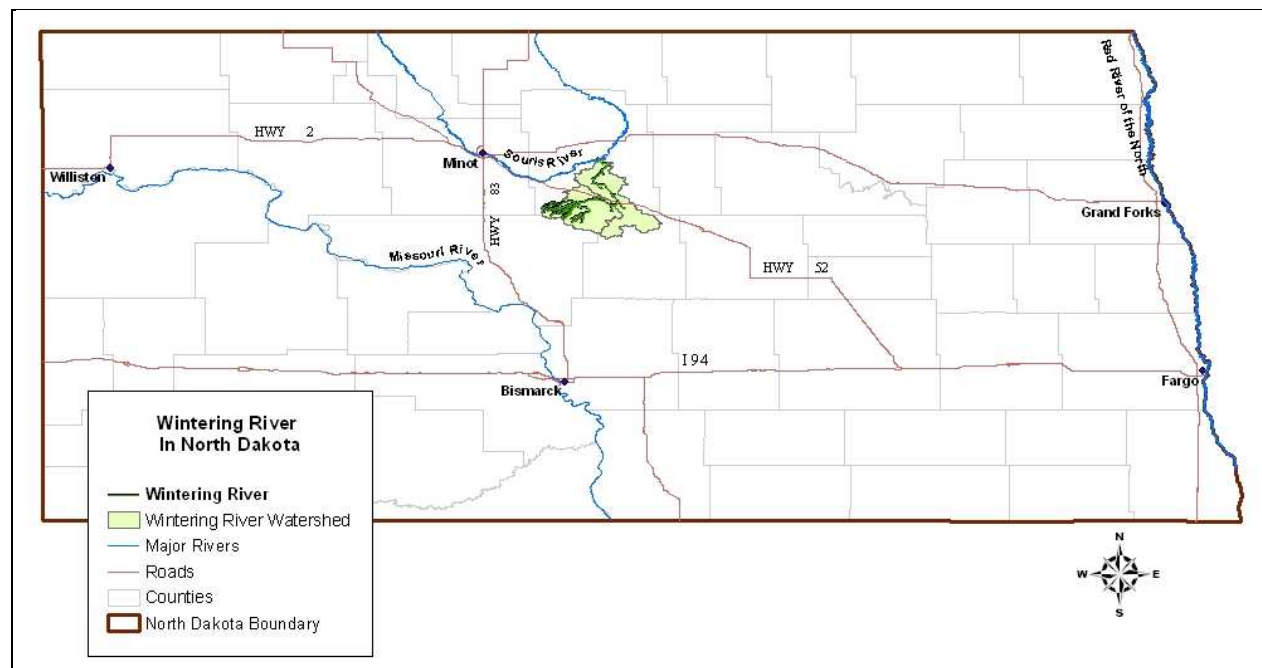 Red River of the North
HWY 2
Souris River
Minot
Williston
HWY 83
Grand Forks
Missouri River
HWY 52
I 94
Bismarck
Fargo
Wintering River
In North Dakota
Wintering River
Wintering River Watershed
Major Rivers
Roads
Counties
North Dakota Boundary
N
W E
S